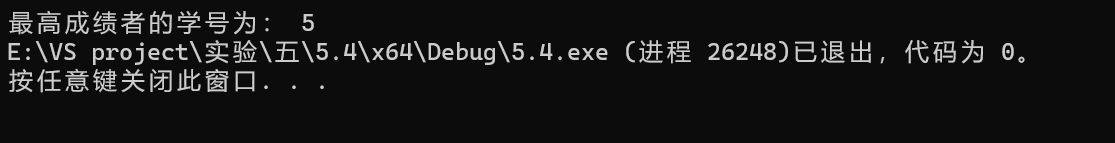 最高成绩者的学号为： 5
E:\VS project\实验\五\5.4\x64\Debug\5.4.exe (进程 26248)已退出，代码为 0。
按任意键关闭此窗口. . .